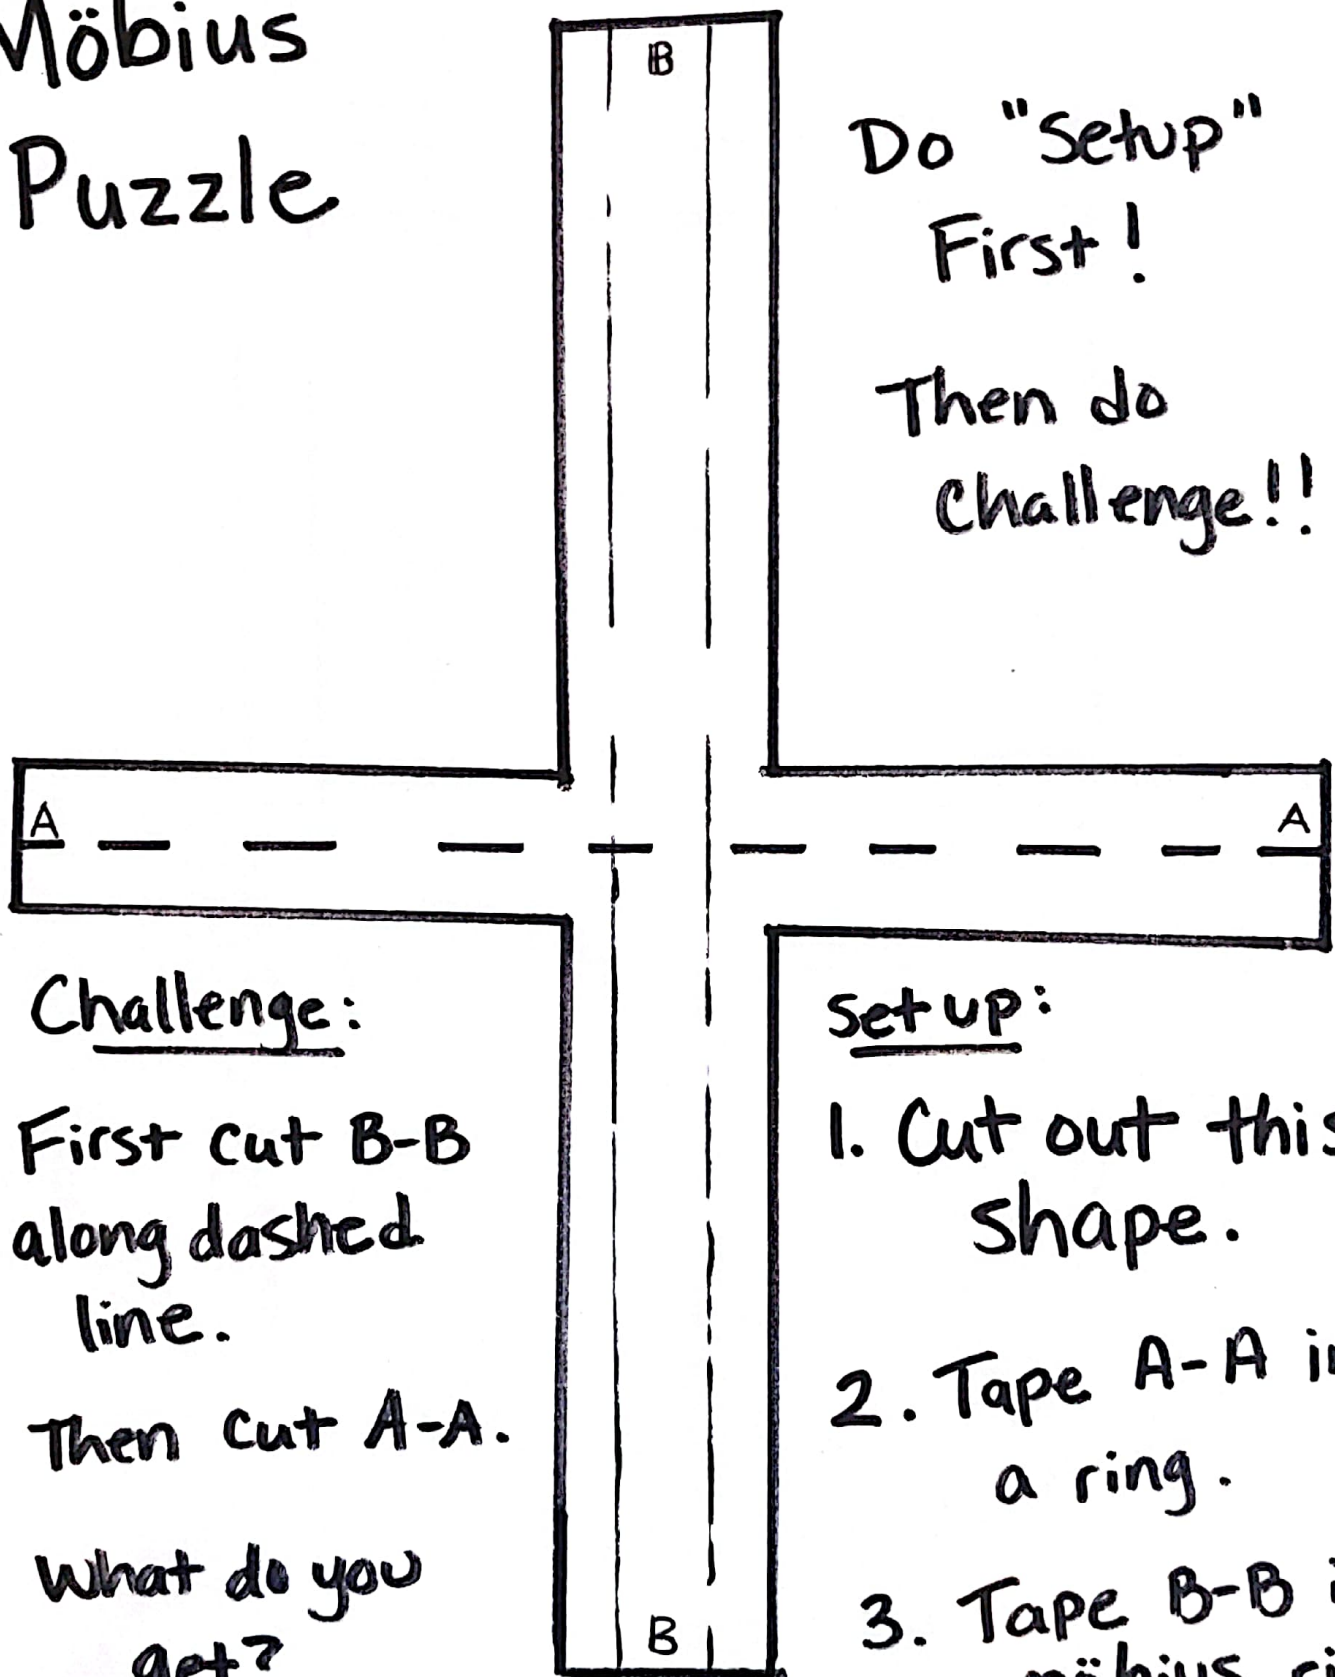 Möbius
Puzzle
B
Do "Setup"
First!
Then do
Challenge!!
A
A
Challenge:
First cut B-B
along dashed
line.
Then cut A-A.
What do you
get?
Setup:
1. Cut out this
shape.
2. Tape A-A
a ring.
3. Tape B-B
möbius
B